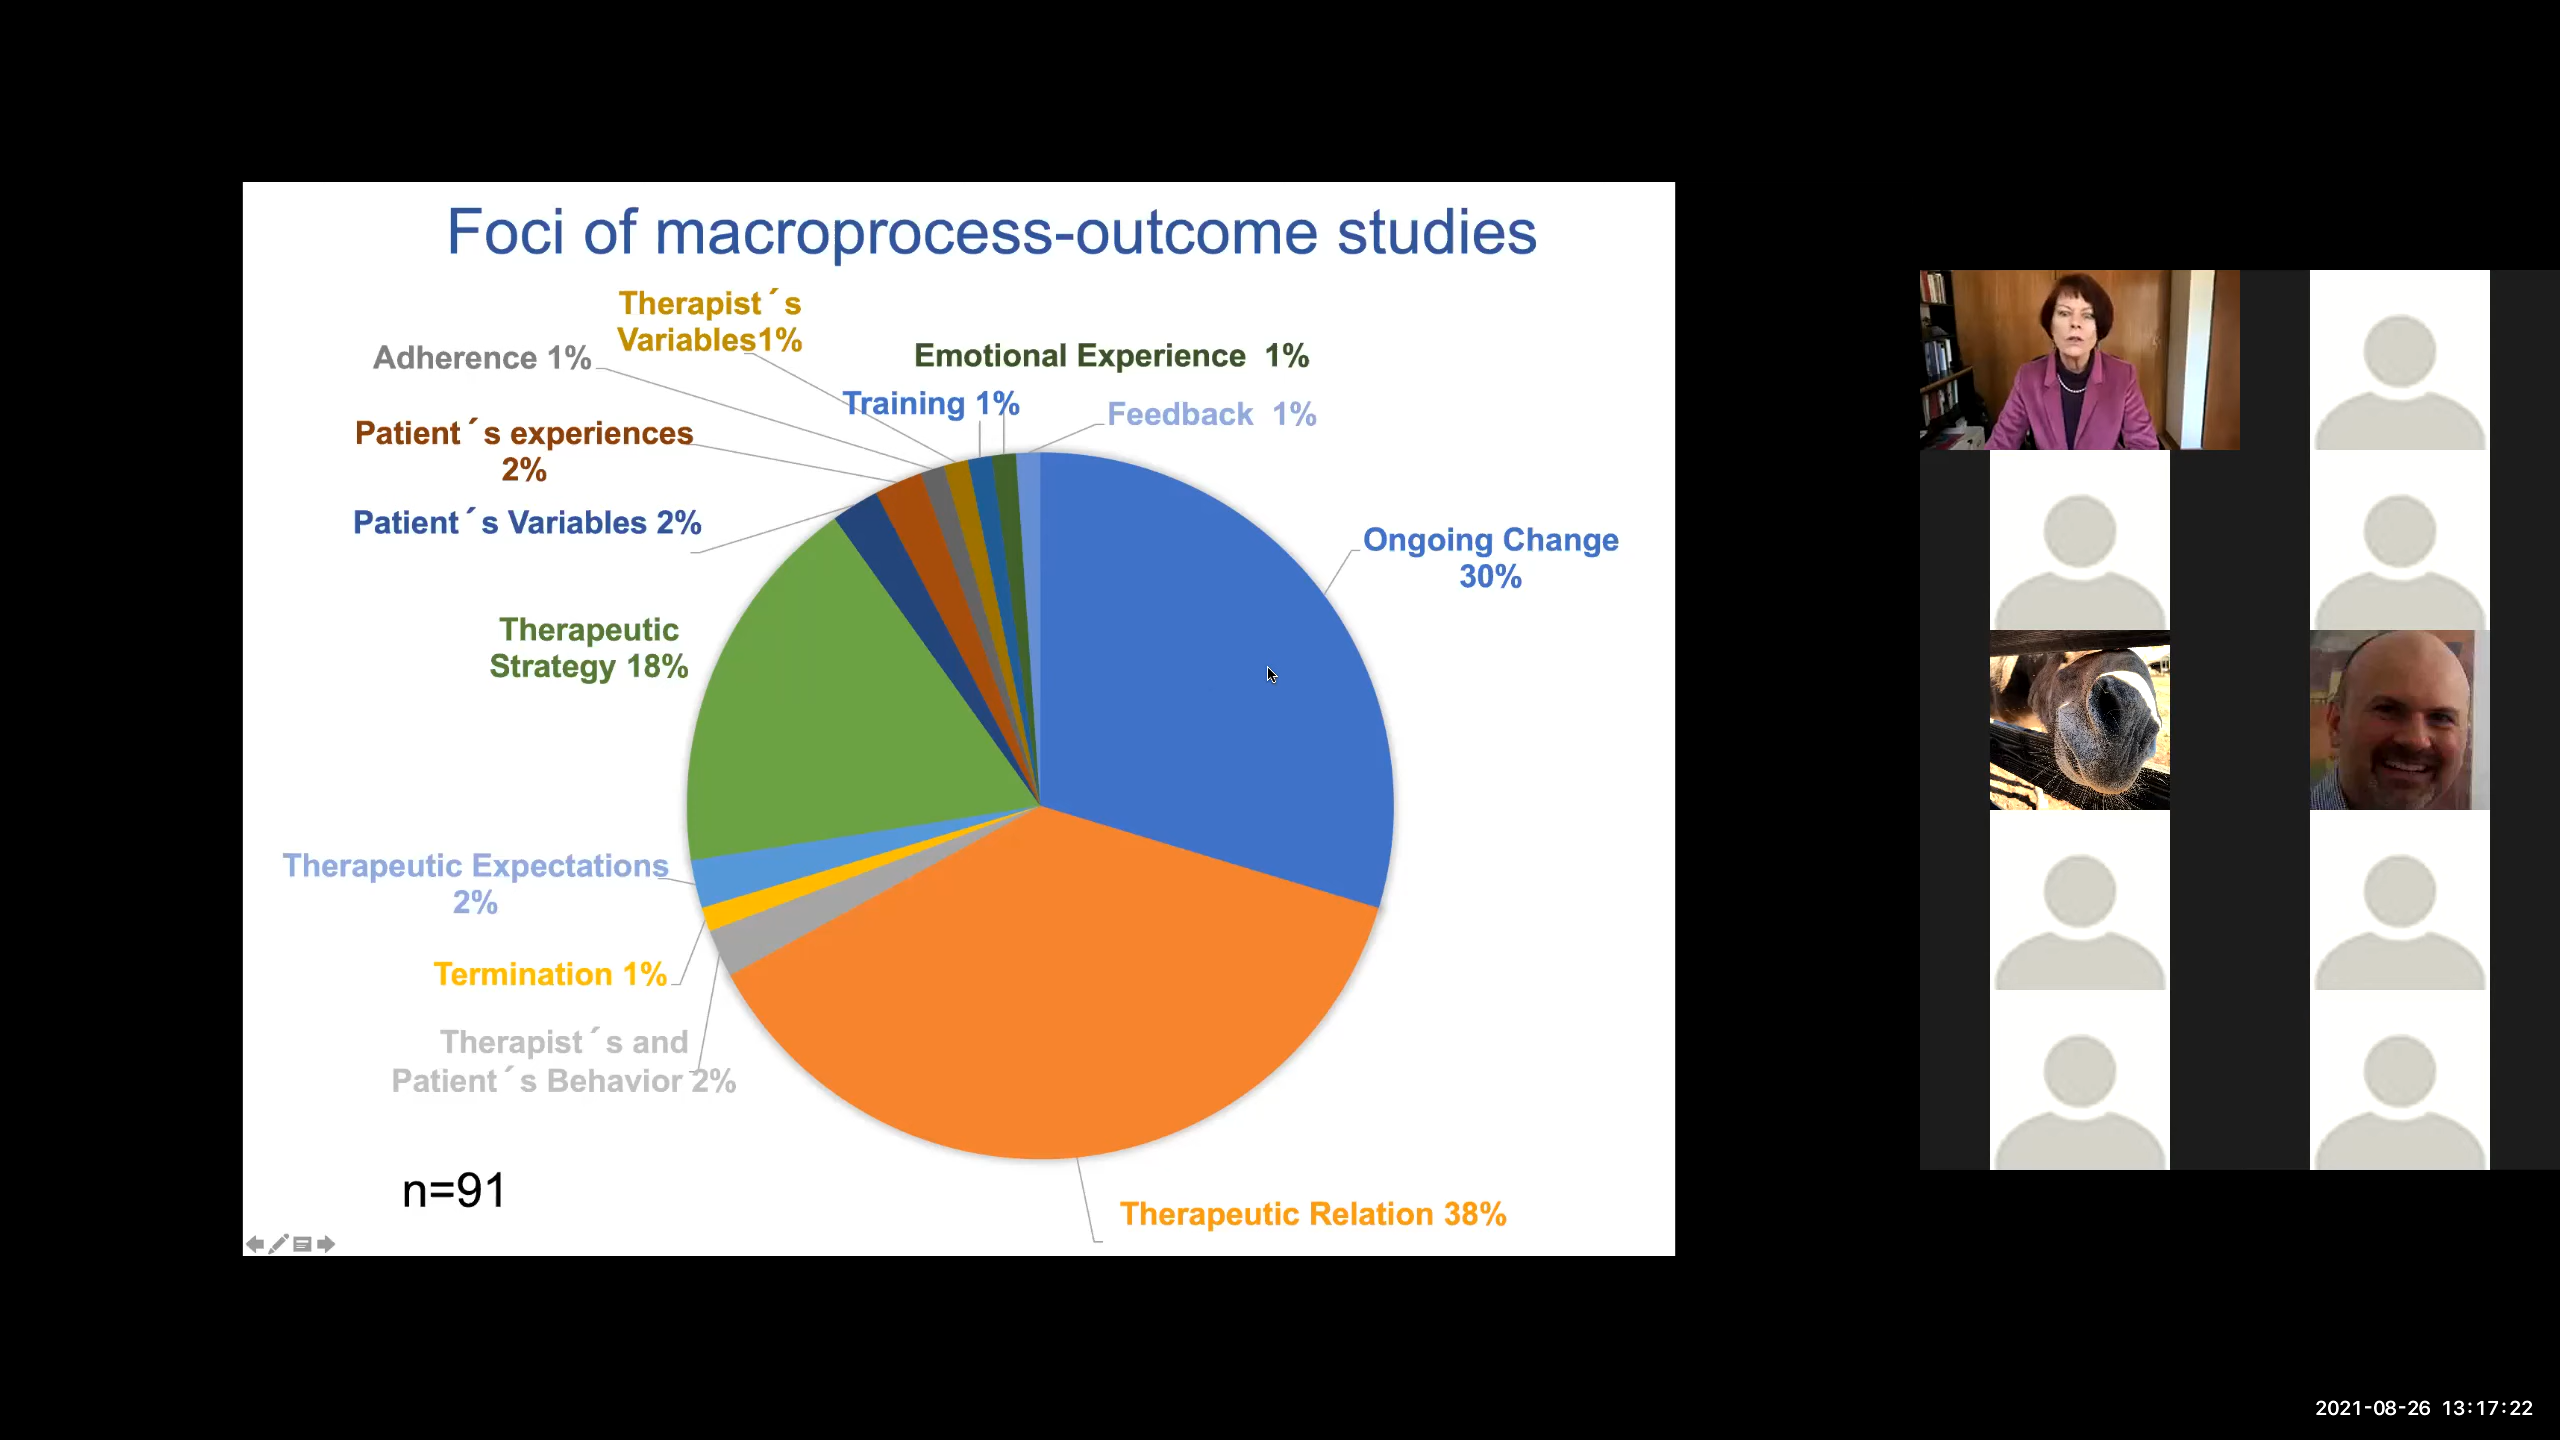 Foci of macroprocess-outcome studies
Therapist´s
Variables1%
Adherence 1%
Emotional Experience 1%
Training 1%
Feedback 1%
Patient´s experiences
2%
Patient´s Variables 2%
Ongoing Change
30%
Therapeutic
Strategy 18%
Therapeutic Expectations
2%
Termination 1%
Therapist´s and
Patient´s Behavior 2%
n=91
Therapeutic Relation 38%
2021-08-26 13:17:22